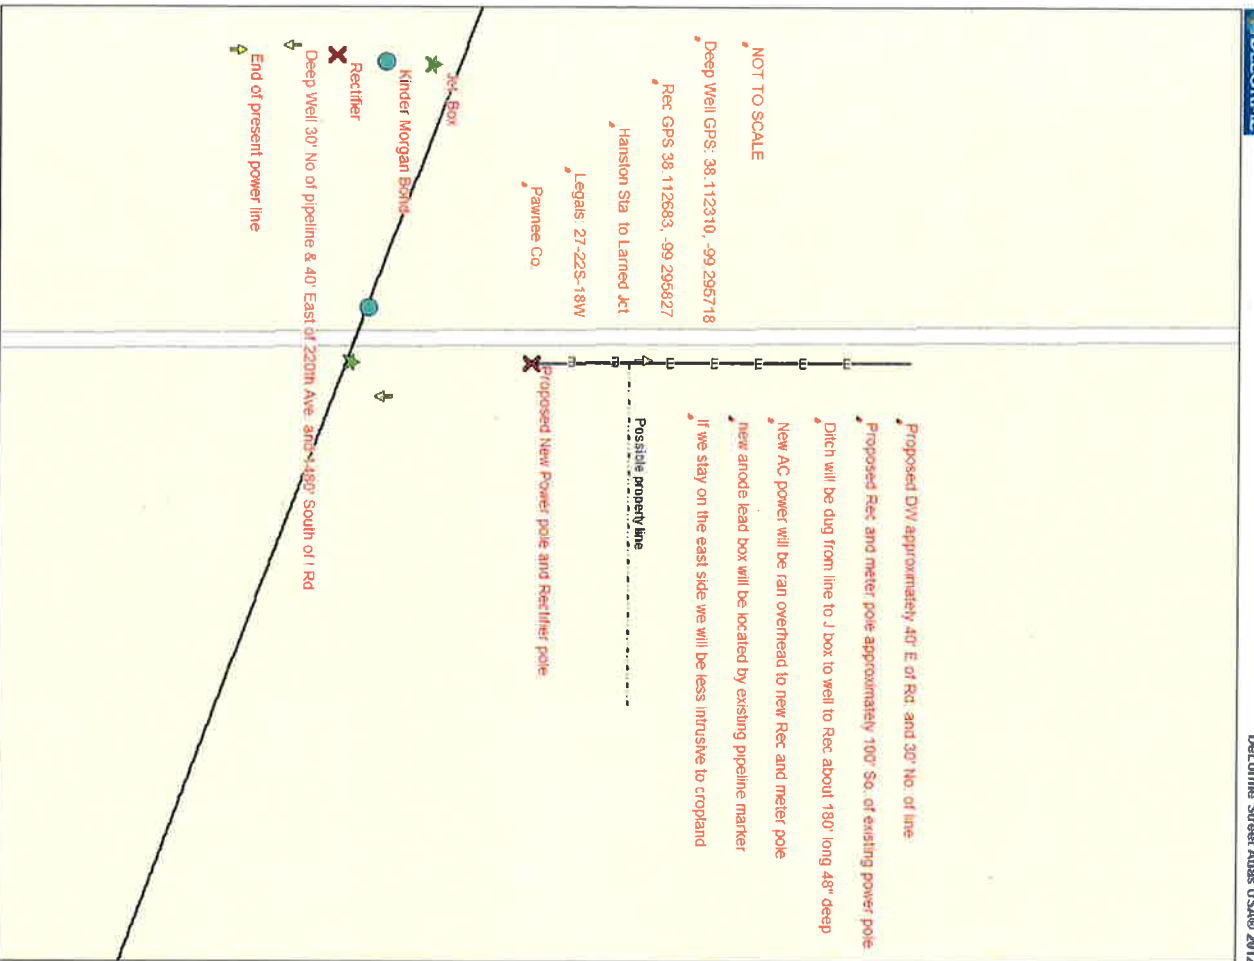 DeLorme Street Atlas USA® 2012
Proposed DW approximately 40' E of Rd. and 30' No. of line
Proposed Rec and meter pole approximately 100' So. of existing power pole
Ditch will be dug from line to J box to well to Rec about 180' long 48" deep
New AC power will be ran overhead to new Rec and meter pole
new anode lead box will be located by existing pipeline marker
If we stay on the east side we will be less intrusive to cropland
NOT TO SCALE
Deep Well GPS: 38.112310, -99.295718
Rec GPS 38.112683, -99.295827
Hanston Sta. to Larned Jct
Legals: 27-22S-18W
Pawnee Co.
E
E
E
E
E
E
E
Possible property line
Proposed New Power pole and Rectifier pole
Jct. Box
Kinder Morgan Bond
Rectifier
Deep Well 30' No of pipeline & 40' East of 220th Ave. and 1480' South of I Rd
End of present power line